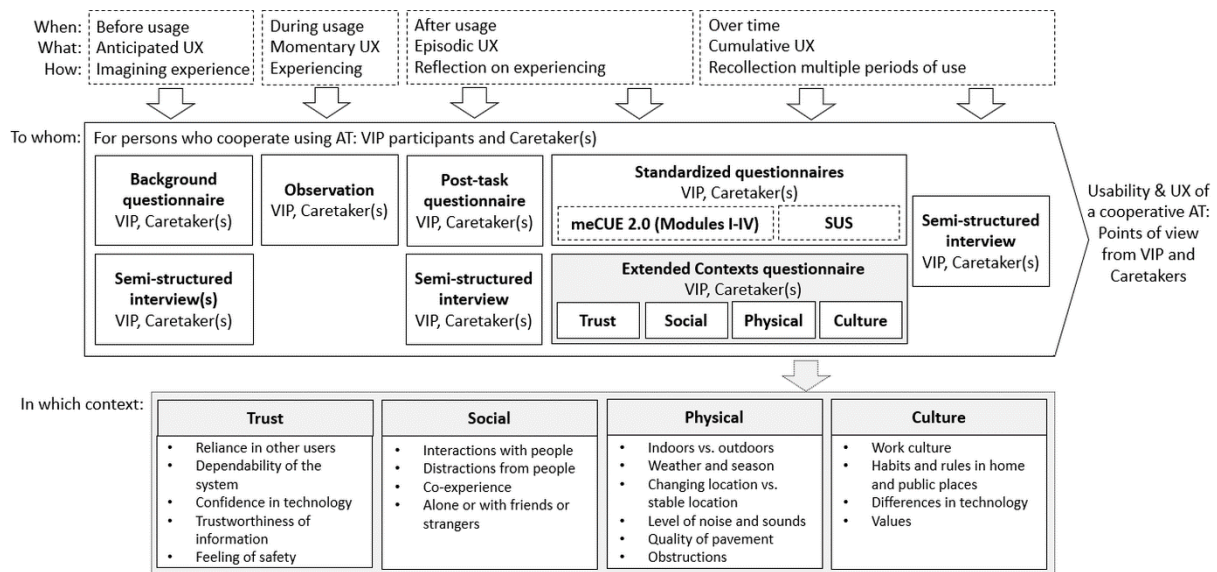 When:
What:
How:
Before usage
Anticipated UX
Imagining experience
During usage
Momentary UX
Experiencing
After usage
Episodic UX
Reflection on experiencing
Over time
Cumulative UX
Recollection multiple periods of use
To whom:
For persons who cooperate using AT: VIP participants and Caretaker(s)
Background
questionnaire
VIP, Caretaker(s)
Semi-structured
interview(s)
VIP, Caretaker(s)
Observation
VIP, Caretaker(s)
Post-task
questionnaire
VIP, Caretaker(s)
Semi-structured
interview
VIP, Caretaker(s)
Standardized questionnaires
VIP, Caretaker(s)
meCUE 2.0 (Modules I-IV)
SUS
Extended Contexts questionnaire
VIP, Caretaker(s)
Trust
Social
Physical
Culture
Semi-structured
interview
VIP, Caretaker(s)
Usability & UX of
a cooperative AT:
Points of view
from VIP and
Caretakers
In which context:
Trust
• Reliance in other users
• Dependability of the
system
• Confidence in technology
• Trustworthiness of
information
• Feeling of safety
Social
• Interactions with people
• Distractions from people
• Co-experience
• Alone or with friends or
strangers
Physical
• Indoors vs. outdoors
• Weather and season
• Changing location vs.
stable location
• Level of noise and sounds
• Quality of pavement
• Obstructions
Culture
• Work culture
• Habits and rules in home
and public places
• Differences in technology
• Values